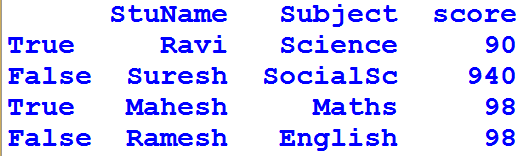 StuName Subject score
True Ravi Science 90
False Suresh SocialSc 940
True Mahesh Maths 98
False Ramesh English 98